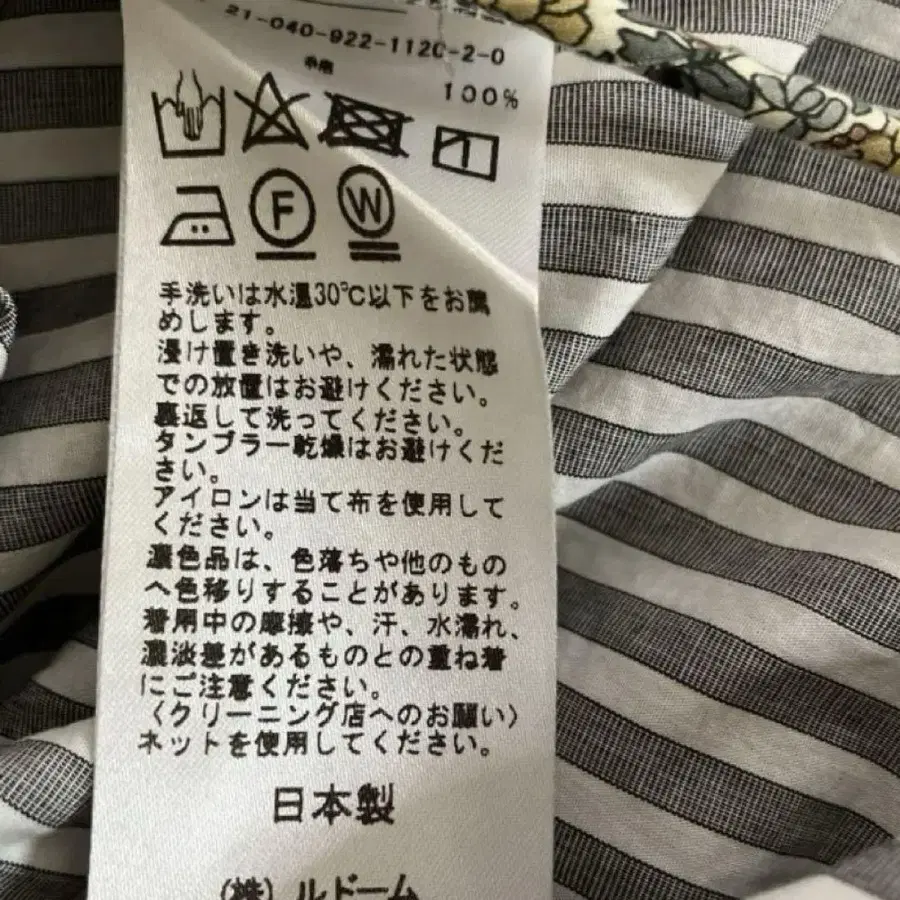 21-040-922-1120-2-0
100%
F
W
手洗いは水温30℃以下をお薦
めします。
浸け置き洗いや、濡れた状態
での放置はお避けください。
裏返して洗ってください。
タンブラー乾燥はお避けくだ
さい。
アイロンは当て布を使用して
ください。
濃色品は、色落ちや他のもの
へ色移りすることがあります。
着用中の摩擦や、汗、水濡れ、
濃淡差があるものとの重ね着
にご注意ください。
〈クリーニング店へのお願い〉
ネットを使用してください。
日本製
(株)ルドーム